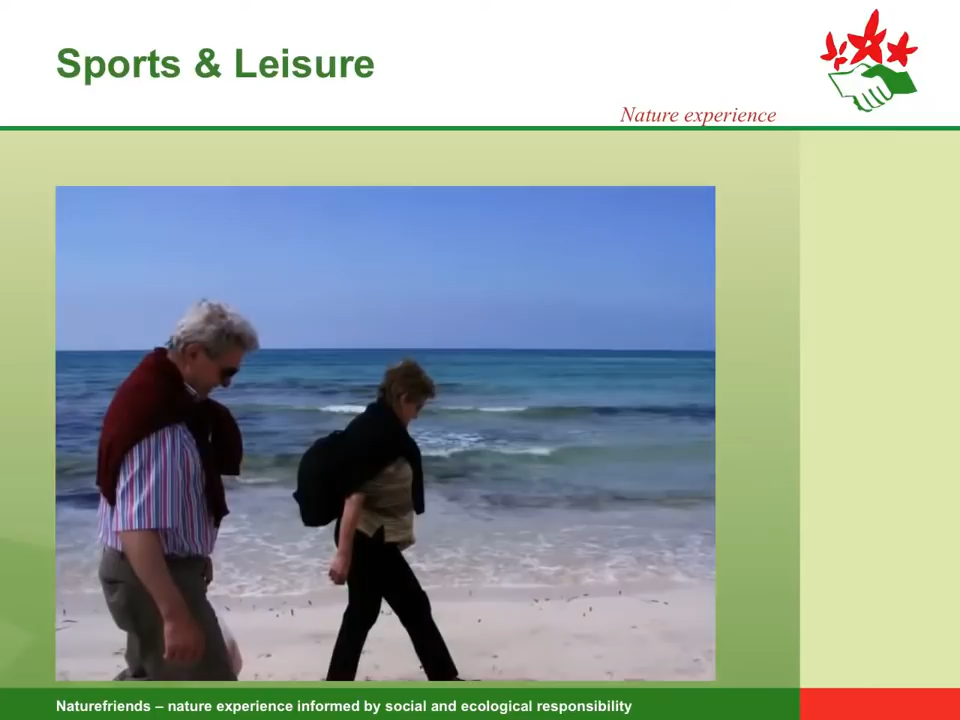 Sports & Leisure
Nature experience
Naturefriends – nature experience informed by social and ecological responsibility